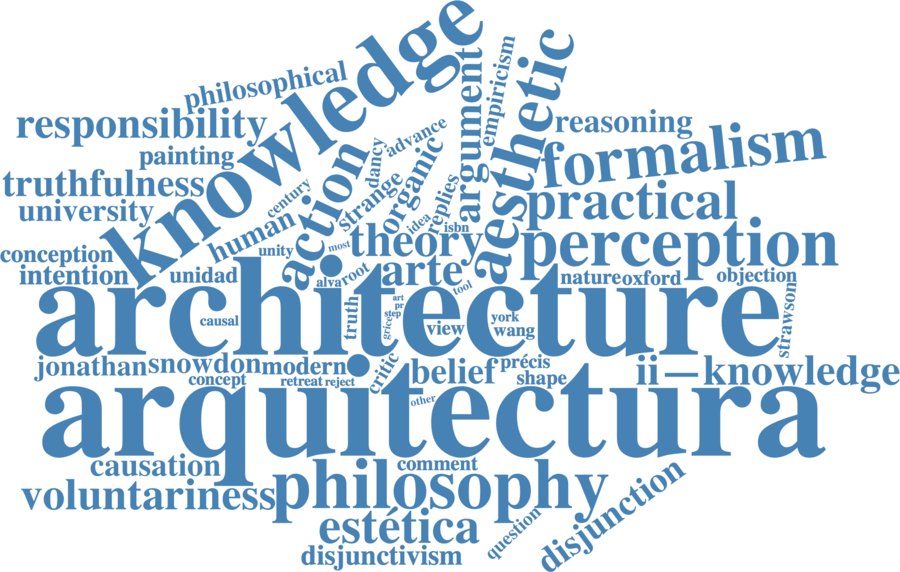 knowledge
philosophical
responsibility
painting
truthfulness
university
century
human
action
strange
dancy
advance
organic
argument
empiricism
aesthetic
reasoning
formalism
practical
perception
replies
idea
isbn
theory
most
unity
conception
intention
unidad
alva
root
arte
tool
nature
oxford
objection
architecture
causal
truth
art
pr
step
grice
view
york
wang
strawson
jonathan
snowdon
modern
concept
retreat
reject
critic
belief
précis
shape
ii—knowledge
other
arquitectura
causation
comment
voluntariness
philosophy
estética
disjunctivism
question
disjunction